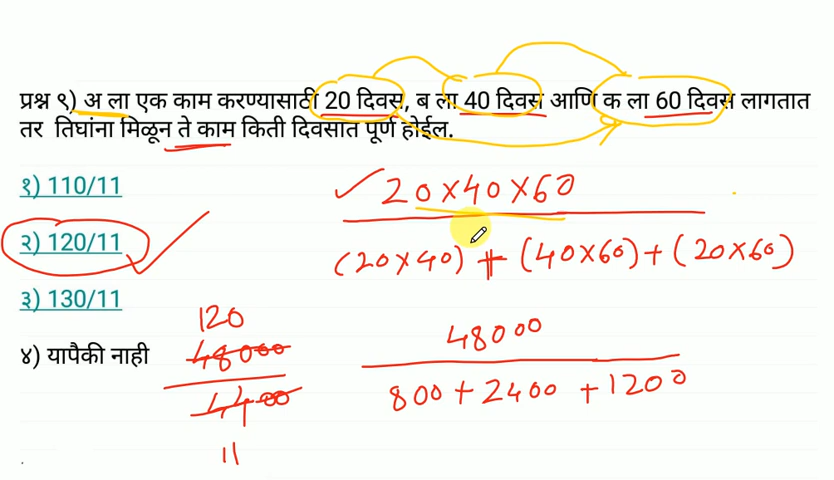 प्रश्न ९) अ ला एक काम करण्यासाठी 20 दिवस, ब ला 40 दिवस आणि क ला 60 दिवस लागतात
तर तिघांना मिळून ते काम किती दिवसात पूर्ण होईल.
१) 110/11
२) 120/11
३) 130/11
४) यापैकी नाही
20×40×60
(20×40) + (40×60) + (20×60)
48000
800 + 2400 + 1200
120
48000
4400
11